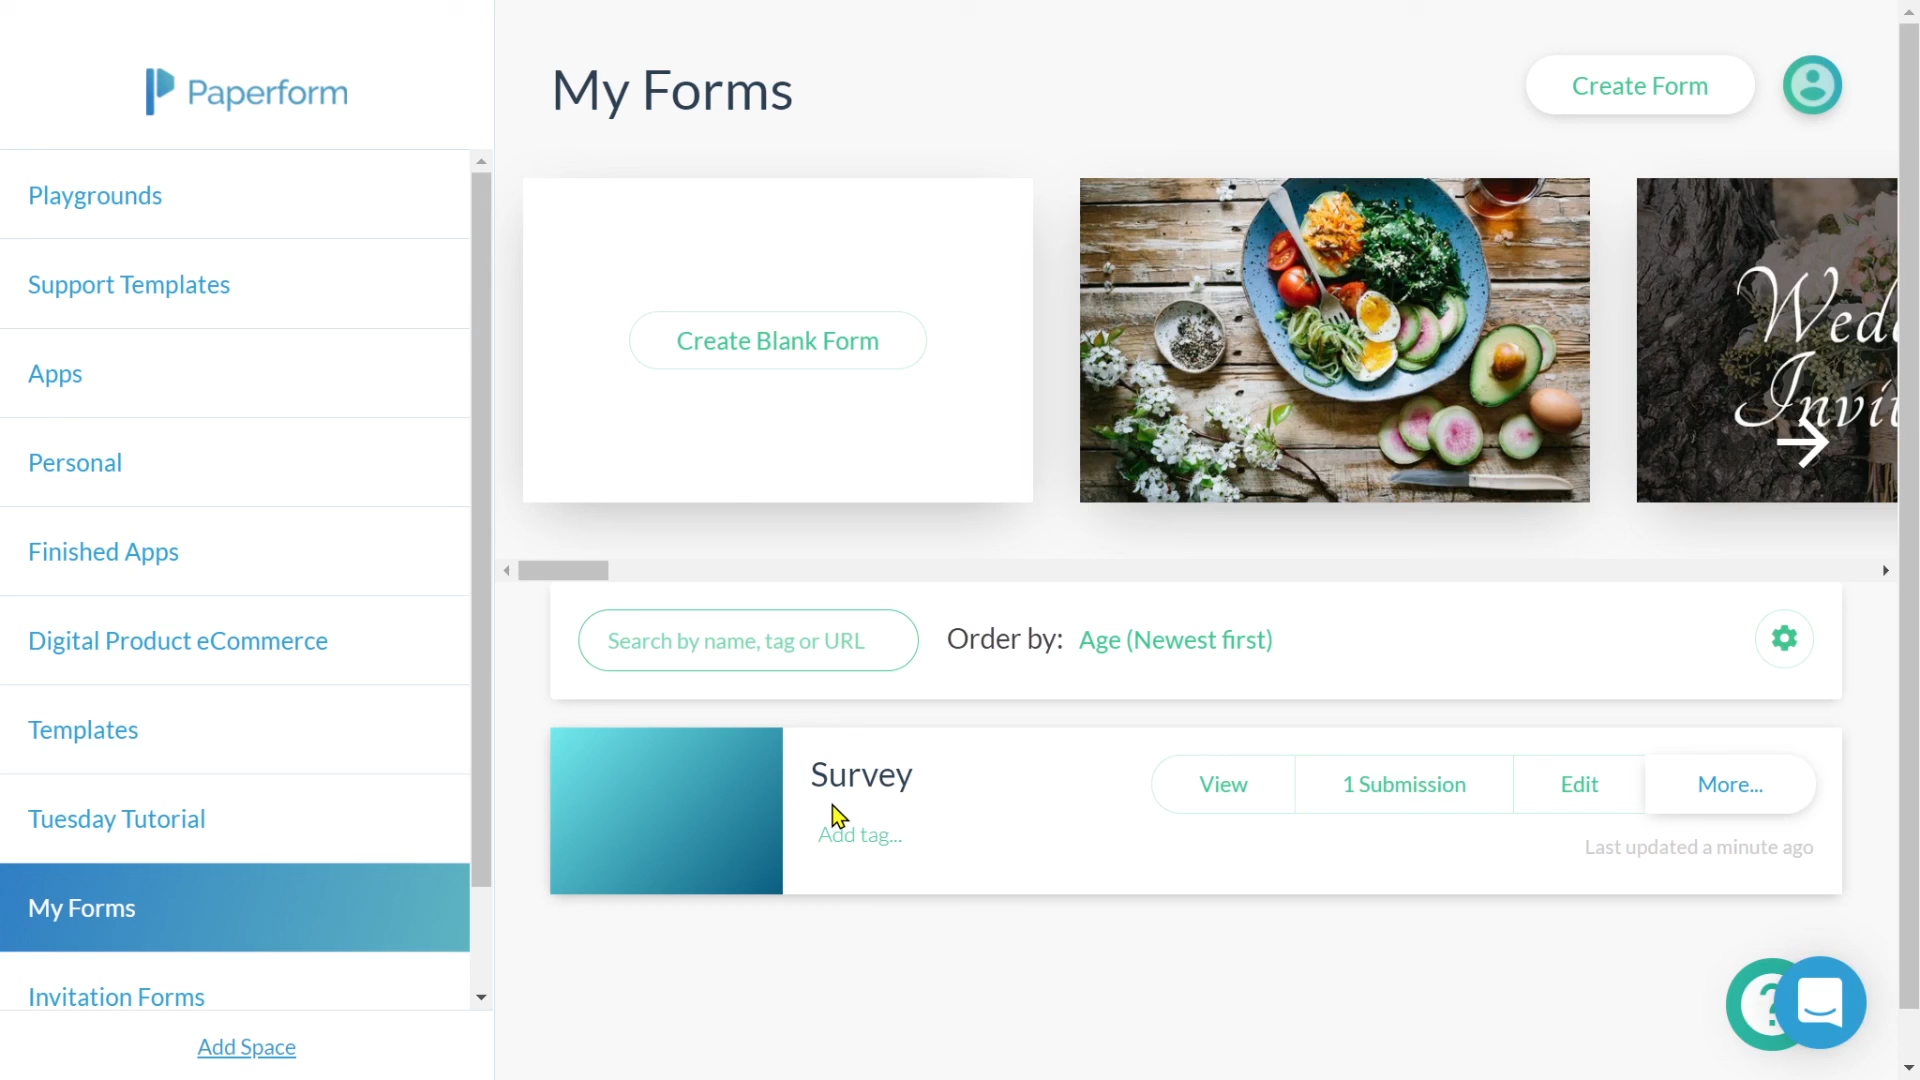 Paperform
Playgrounds
Support Templates
Apps
Personal
Finished Apps
Digital Product eCommerce
Templates
Tuesday Tutorial
My Forms
Invitation Forms
Add Space
My Forms
Create Form
Create Blank Form
Search by name, tag or URL
Order by: Age (Newest first)
Survey
Add tag...
View
1 Submission
Edit
More...
Last updated a minute ago
?